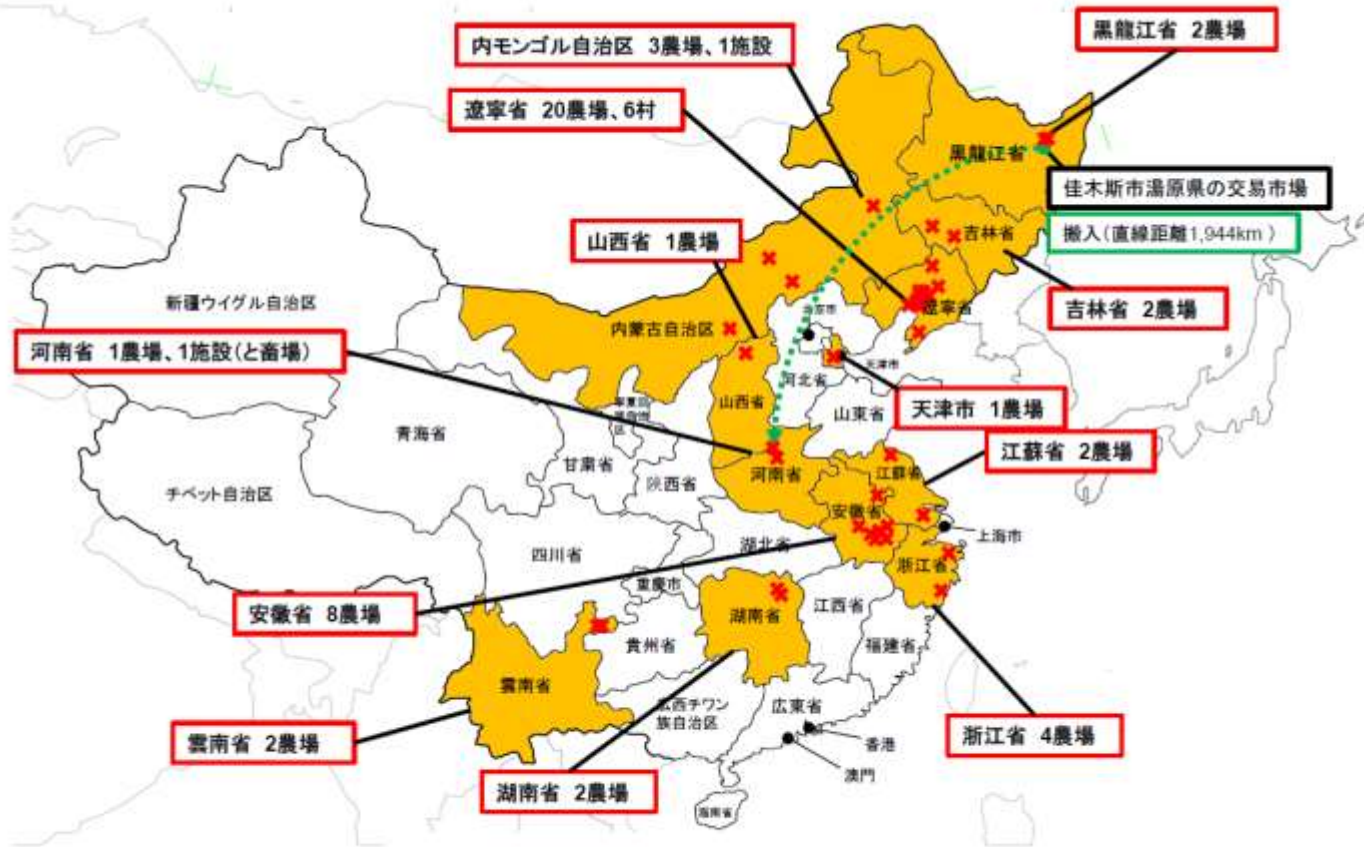 黒龍江省 2農場
内モンゴル自治区 3農場、1施設
遼寧省 20農場、6村
黒龍江省
佳木斯市湯原県の交易市場
搬入(直線距離1,944km)
吉林省
山西省 1農場
新疆ウイグル自治区
吉林省 2農場
遼寧省
北京市
内蒙古自治区
河南省 1農場、1施設(と畜場)
天津市
河北省
山西省
山東省
天津市 1農場
青海省
甘粛省
江蘇省 2農場
河南省
江蘇省
陝西省
チベット自治区
安徽省
上海市
湖北省
四川省
浙江省
重慶市
安徽省 8農場
湖南省
江西省
貴州省
福建省
雲南省
広西チワン
族自治区
広東省
浙江省 4農場
雲南省 2農場
香港
澳門
湖南省 2農場
海南省